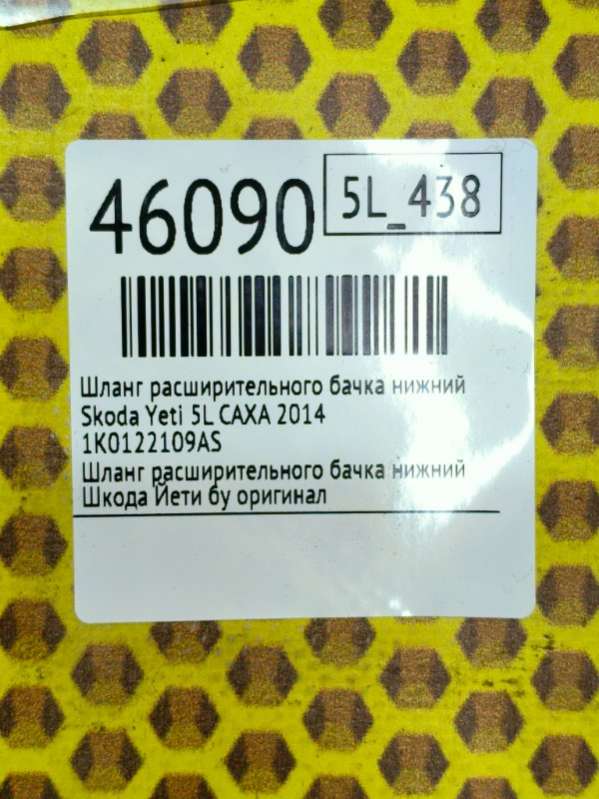 46090
5L_438
Шланг расширительного бачка нижний
Skoda Yeti 5L CAXA 2014
1K0122109AS
Шланг расширительного бачка нижний
Шкода Йети бу оригинал